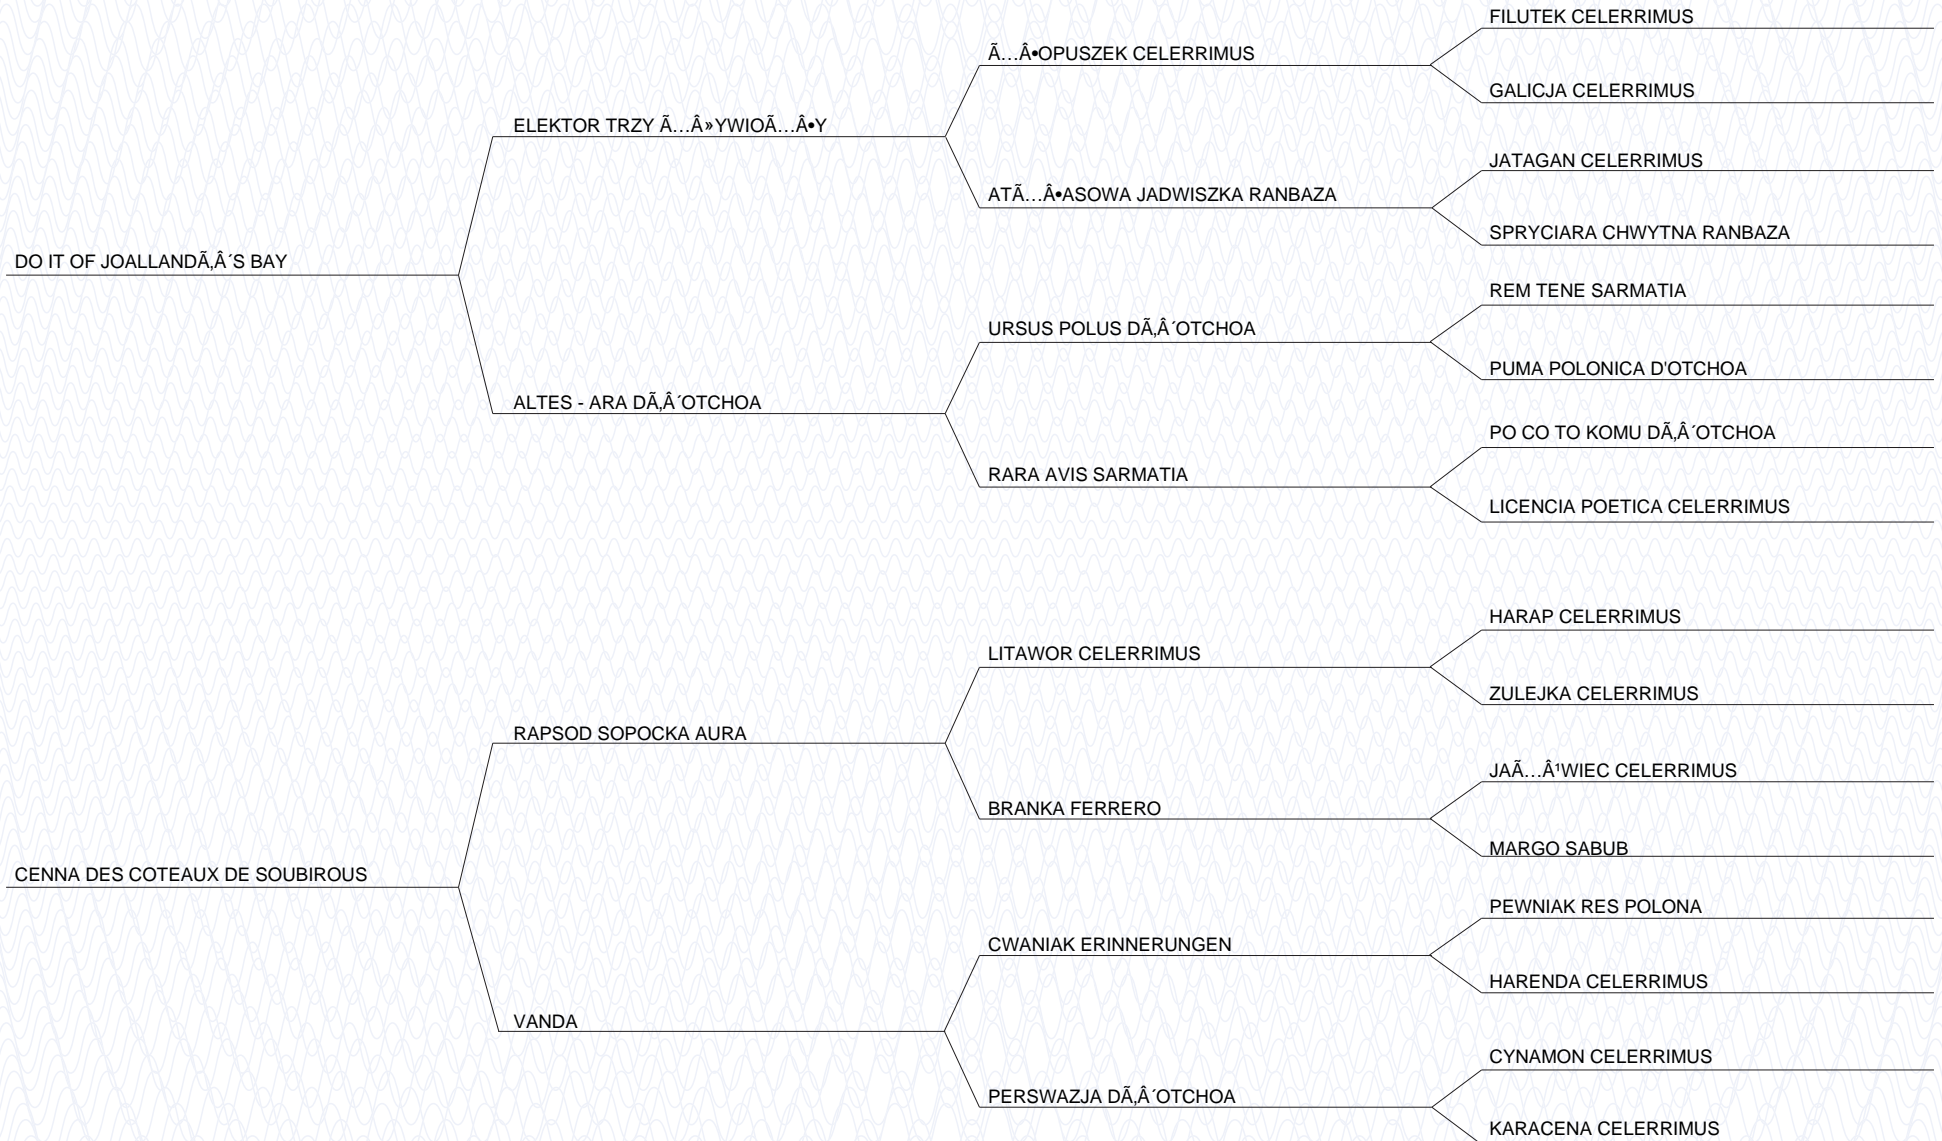 FILUTEK CELERRIMUS
Ã…Â•OPUSZEK CELERRIMUS
GALICJA CELERRIMUS
ELEKTOR TRZY Ã…Â»YWIOÃ…Â•Y
JATAGAN CELERRIMUS
ATÃ…Â•ASOWA JADWISZKA RANBAZA
SPRYCIARA CHWYTNA RANBAZA
DO IT OF JOALLANDÃ‚Â´S BAY
REM TENE SARMATIA
URSUS POLUS DÃ‚Â´OTCHOA
PUMA POLONICA D'OTCHOA
ALTES - ARA DÃ‚Â´OTCHOA
PO CO TO KOMU DÃ‚Â´OTCHOA
RARA AVIS SARMATIA
LICENCIA POETICA CELERRIMUS
HARAP CELERRIMUS
LITAWOR CELERRIMUS
ZULEJKA CELERRIMUS
RAPSOD SOPOCKA AURA
JAÃ…Â¹WIEC CELERRIMUS
BRANKA FERRERO
MARGO SABUB
CENNA DES COTEAUX DE SOUBIROUS
PEWNIAK RES POLONA
CWANIAK ERINNERUNGEN
HARENDA CELERRIMUS
VANDA
CYNAMON CELERRIMUS
PERSWAZJA DÃ‚Â´OTCHOA
KARACENA CELERRIMUS